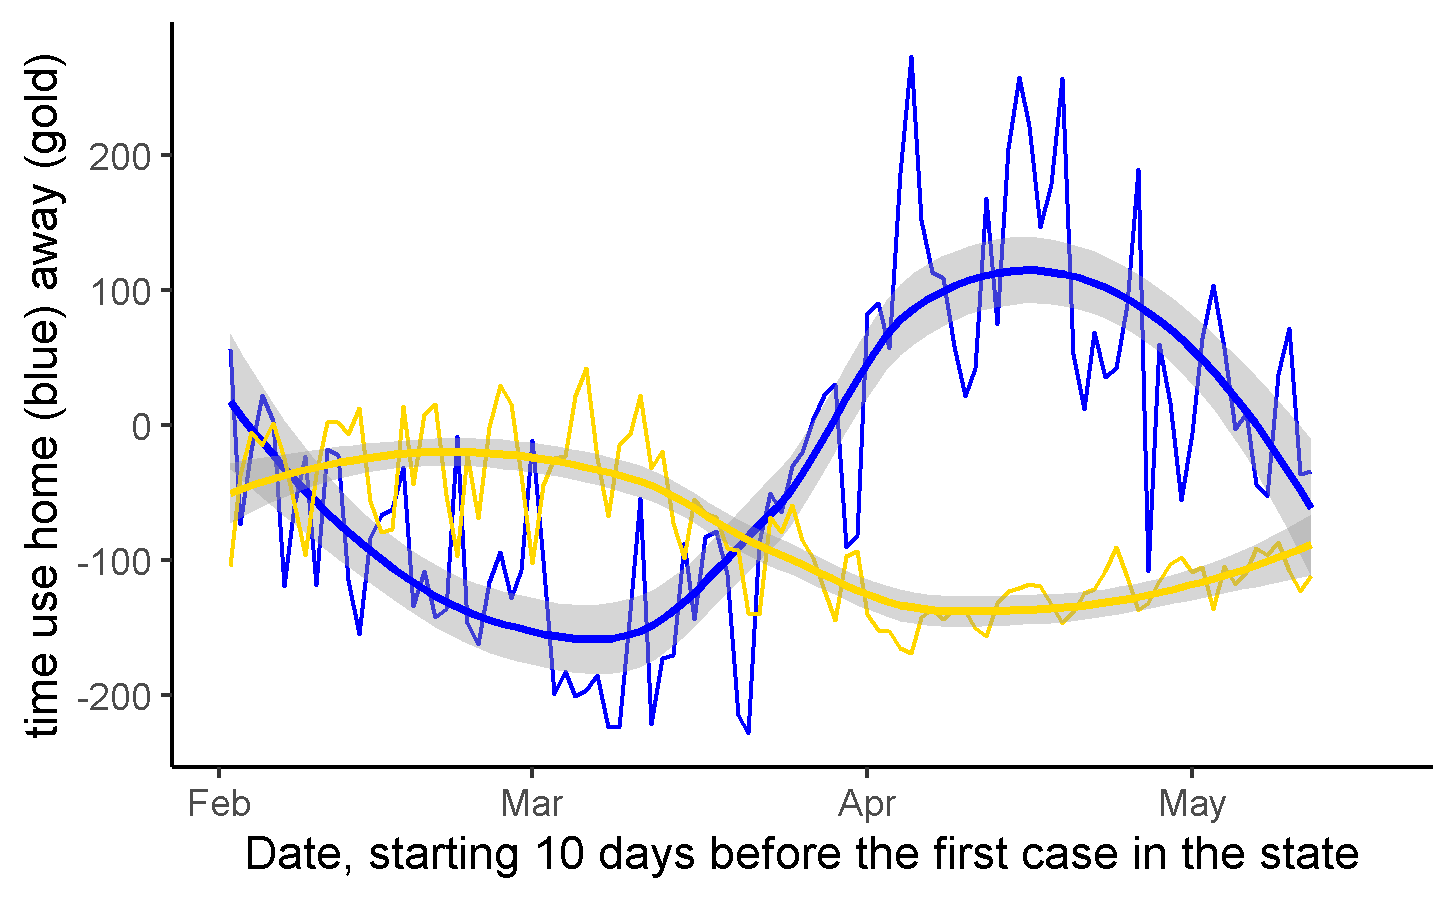 time use home (blue) away (gold)
200
100
0
-100
-200
Feb Mar Apr May
Date, starting 10 days before the first case in the state